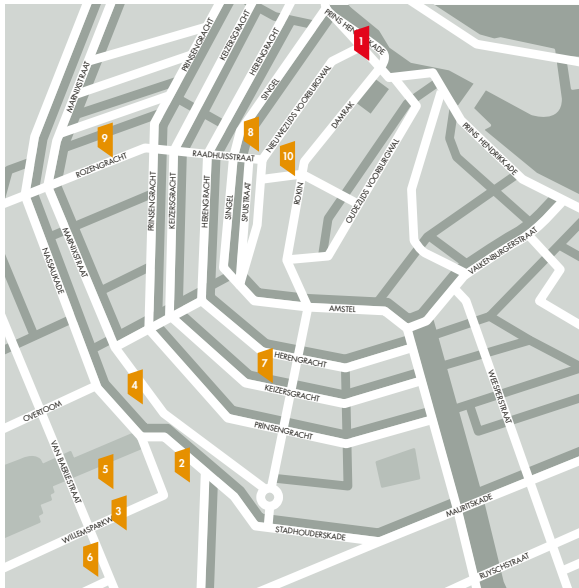 PRINS HENDRIKKADE
1
MARNIXSTRAAT
PRINSENGRACHT
KEIZERSGRACHT
HERENGRACHT
SINGEL
NIEUWEZIJDS VOORBURGWAL
DAMRAK
OUDEZIJDS VOORBURGWAL
PRINS HENDRIKKADE
8
9
10
ROZENGRACHT
RAADHUISSTRAAT
PRINSENGRACHT
KEIZERSGRACHT
HERENGRACHT
SINGEL
SPUISTRAAT
ROKIN
VALKENBURGERSTRAAT
NASSAUKADE
MARNIXSTRAAT
AMSTEL
7
HERENGRACHT
KEIZERSGRACHT
PRINSENGRACHT
WEESPERSTRAAT
4
OVERTOOM
VAN BAERLESTRAAT
5
2
3
WILLEMSPARKW
6
STADHOUDERSKADE
MAURITSKADE
RUYSCHSTRAAT